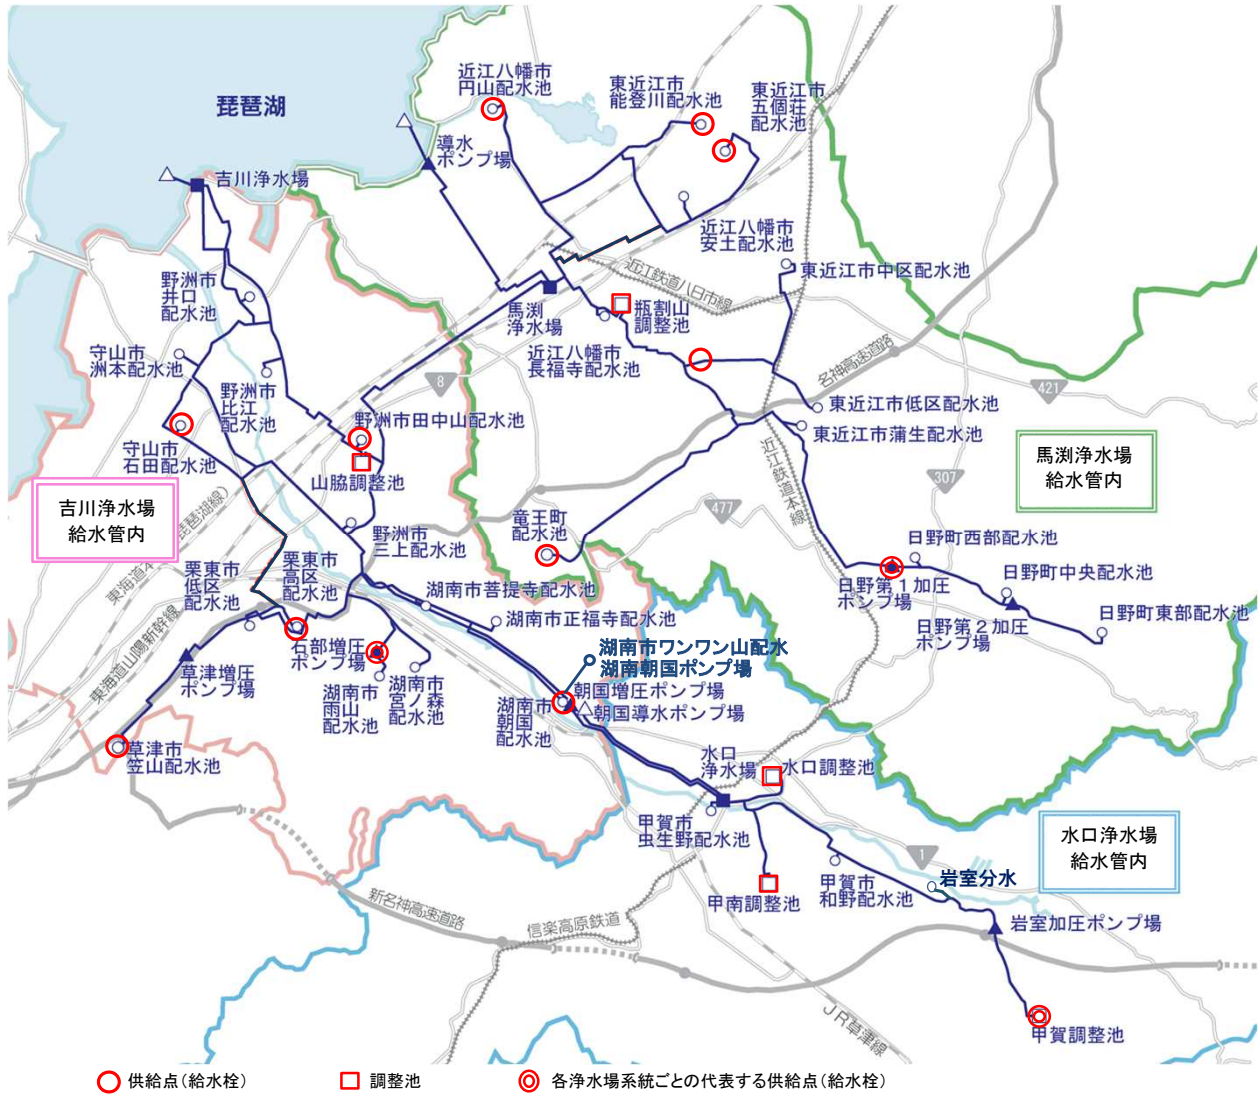 近江八幡市
円山配水池
東近江市
能登川配水池
東近江市
五個荘
配水池
琵琶湖
導水
ポンプ場
吉川浄水場
近江八幡市
安土配水池
東近江市中区配水池
近江鉄道八日市線
野洲市
井口
配水池
馬渕
浄水場
瓶割山
調整池
近江八幡市
長福寺配水池
名神高速道路
守山市
洲本配水池
8
421
野洲市
比江
配水池
東近江市低区配水池
野洲市田中山配水池
東近江市蒲生配水池
守山市
石田配水池
山脇調整池
近江鉄道本線
馬渕浄水場
給水管内
307
吉川浄水場
給水管内
琵琶湖線)
477
竜王町
配水池
野洲市
三上配水池
日野町西部配水池
東海道本
栗東市
低区
配水池
栗東市
高区
配水池
湖南市菩提寺配水池
日野第1加圧
ポンプ場
日野町中央配水池
日野町東部配水池
湖南市正福寺配水池
日野第2加圧
ポンプ場
東海道山陽新幹線
石部増圧
ポンプ場
湖南市ワンワン山配水
湖南朝国ポンプ場
草津増圧
ポンプ場
湖南市
雨山
配水池
湖南市
宮ノ森
配水池
湖南市
朝国
配水池
朝国増圧ポンプ場
朝国導水ポンプ場
草津市
笠山配水池
水口
浄水場
水口調整池
甲賀市
虫生野配水池
水口浄水場
給水管内
1
甲賀市
和野配水池
岩室分水
新名神高速道路
甲南調整池
信楽高原鉄道
岩室加圧ポンプ場
JR草津線
甲賀調整池
供給点(給水栓)
調整池
各浄水場系統ごとの代表する供給点(給水栓)